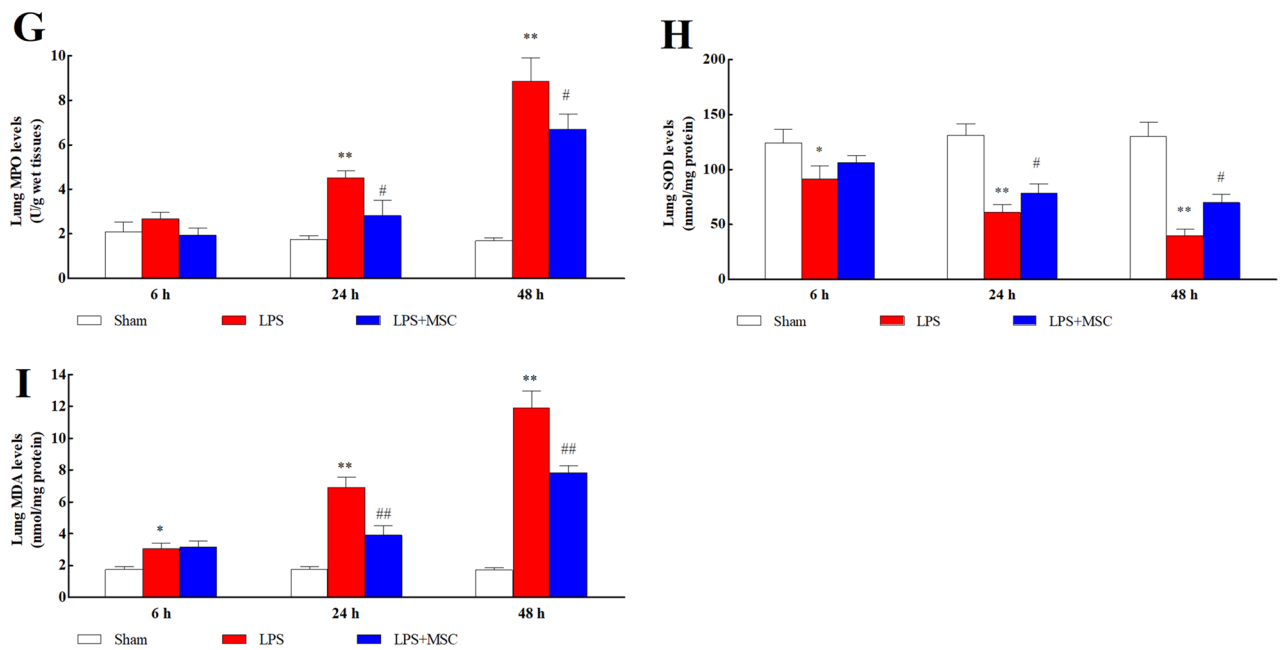 G
Lung MPO levels
(U/g wet tissues)
10
8
6
4
2
0
**
#
**
#
6 h
24 h
48 h
Sham
LPS
LPS+MSC
H
Lung SOD levels
(nmol/mg protein)
200
150
100
50
0
*
**
#
**
#
6 h
24 h
48 h
Sham
LPS
LPS+MSC
I
Lung MDA levels
(nmol/mg protein)
14
12
10
8
6
4
2
0
*
**
##
**
##
6 h
24 h
48 h
Sham
LPS
LPS+MSC